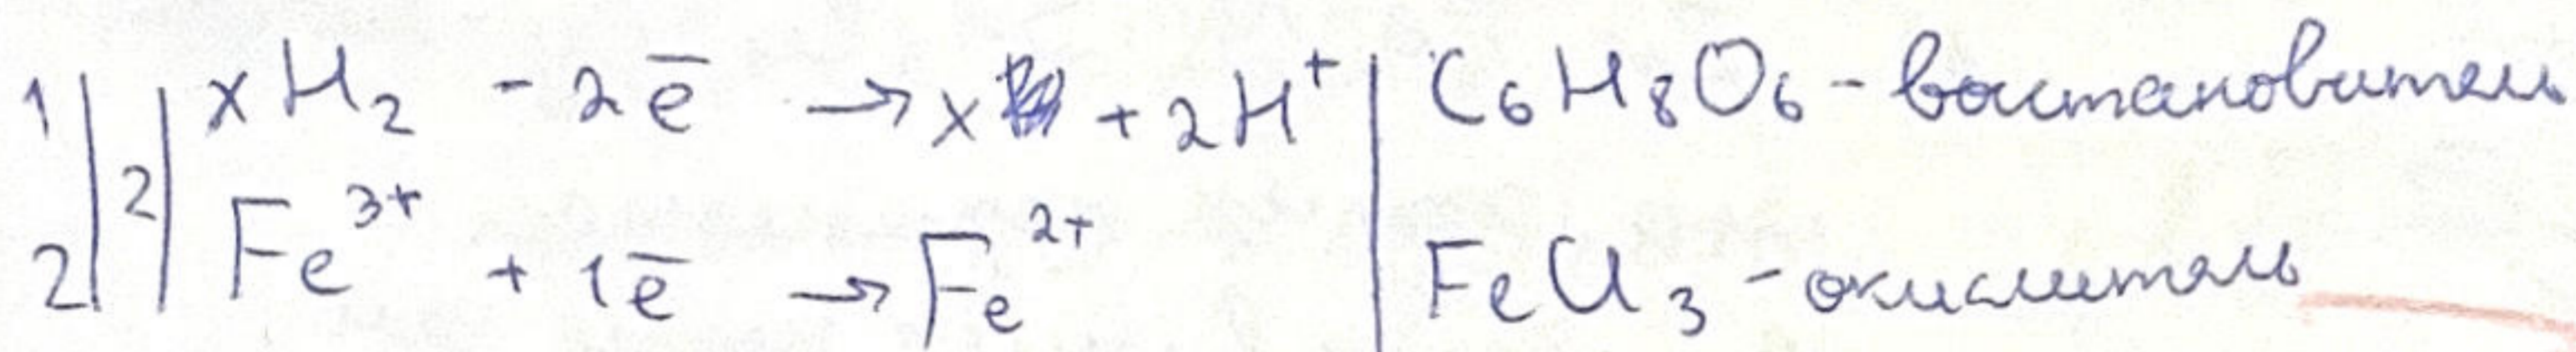 1 | | xH₂ - 2ē → x + 2H⁺ | C₆H₈O₆ - восстановитель
2 | 2 | Fe³⁺ + 1ē → Fe²⁺ | FeCl₃ - окислитель